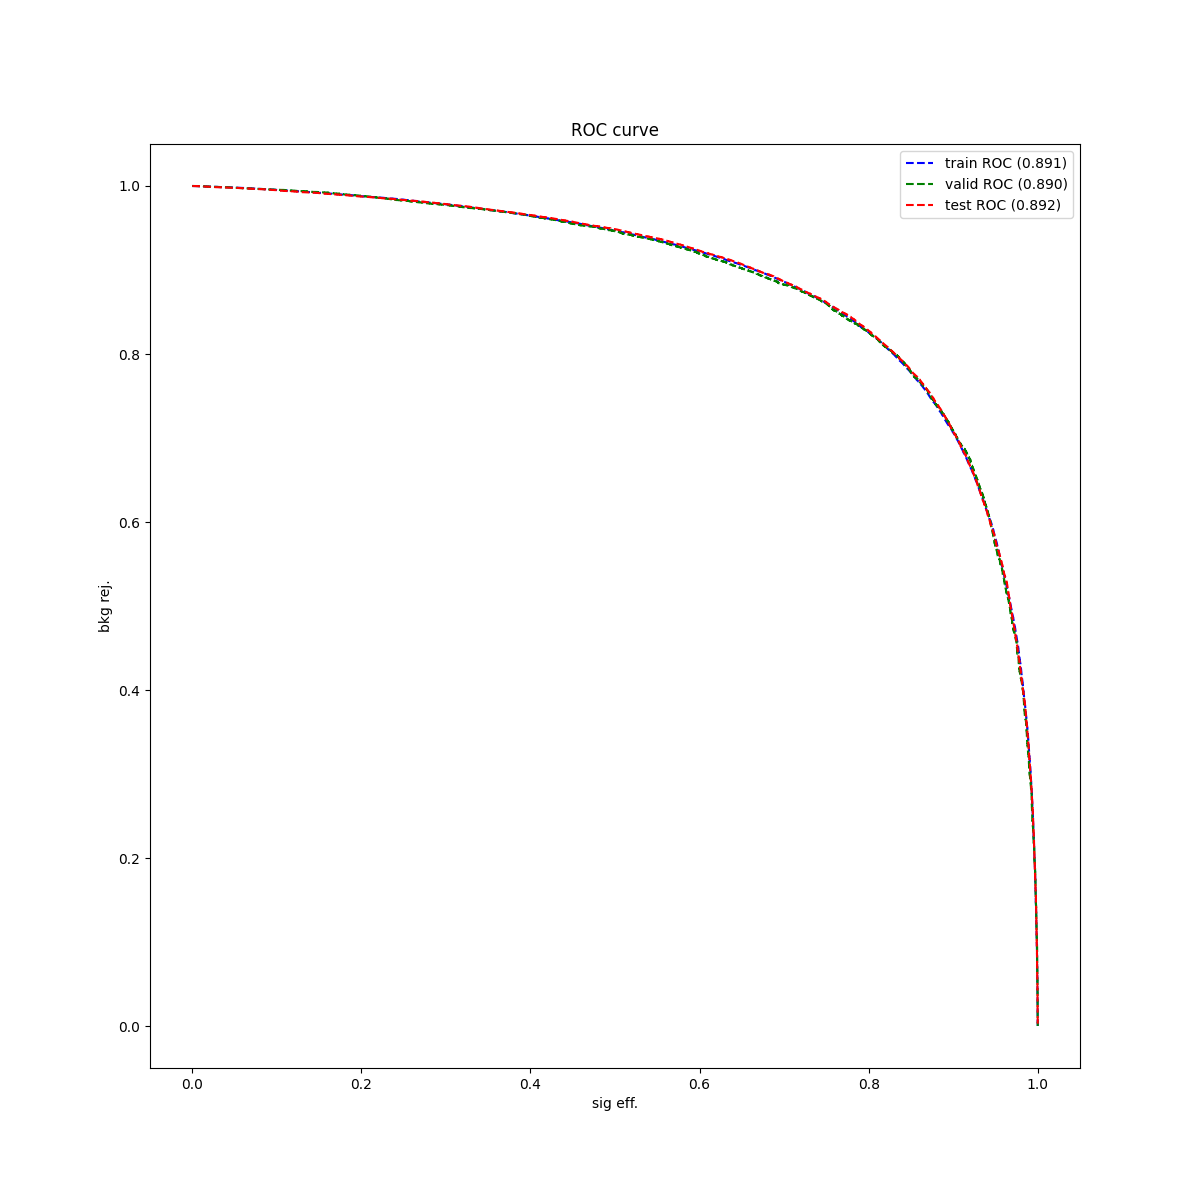 ROC curve
train ROC (0.891)
valid ROC (0.890)
test ROC (0.892)
1.0
0.8
0.6
0.4
0.2
0.0
bkg rej.
0.0 0.2 0.4 0.6 0.8 1.0
sig eff.